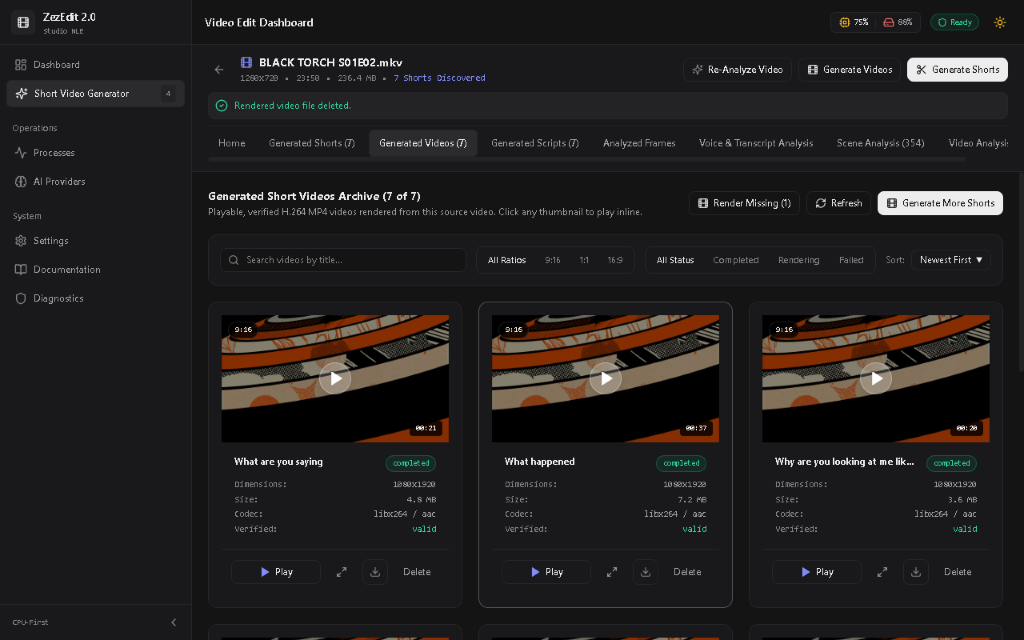 ZezEdit 2.0
Studio NLE
Dashboard
Short Video Generator 4
Operations
Processes
AI Providers
System
Settings
Documentation
Diagnostics
CPU-First
Video Edit Dashboard
75% 88% Ready
BLACK TORCH S01E02.mkv
1280x720 • 23:50 • 236.4 MB • 7 Shorts Discovered
Re-Analyze Video Generate Videos Generate Shorts
Rendered video file deleted.
Home Generated Shorts (7) Generated Videos (7) Generated Scripts (7) Analyzed Frames Voice & Transcript Analysis Scene Analysis (354) Video Analysis
Generated Short Videos Archive (7 of 7)
Playable, verified H.264 MP4 videos rendered from this source video. Click any thumbnail to play inline.
Render Missing (1) Refresh Generate More Shorts
Search videos by title... All Ratios 9:16 1:1 16:9 All Status Completed Rendering Failed Sort: Newest First ▼
9:16
00:21
What are you saying completed
Dimensions: 1080x1920
Size: 4.8 MB
Codec: libx264 / aac
Verified: valid
Play Delete
9:16
00:37
What happened completed
Dimensions: 1080x1920
Size: 7.2 MB
Codec: libx264 / aac
Verified: valid
Play Delete
9:16
00:20
Why are you looking at me lik... completed
Dimensions: 1080x1920
Size: 3.6 MB
Codec: libx264 / aac
Verified: valid
Play Delete